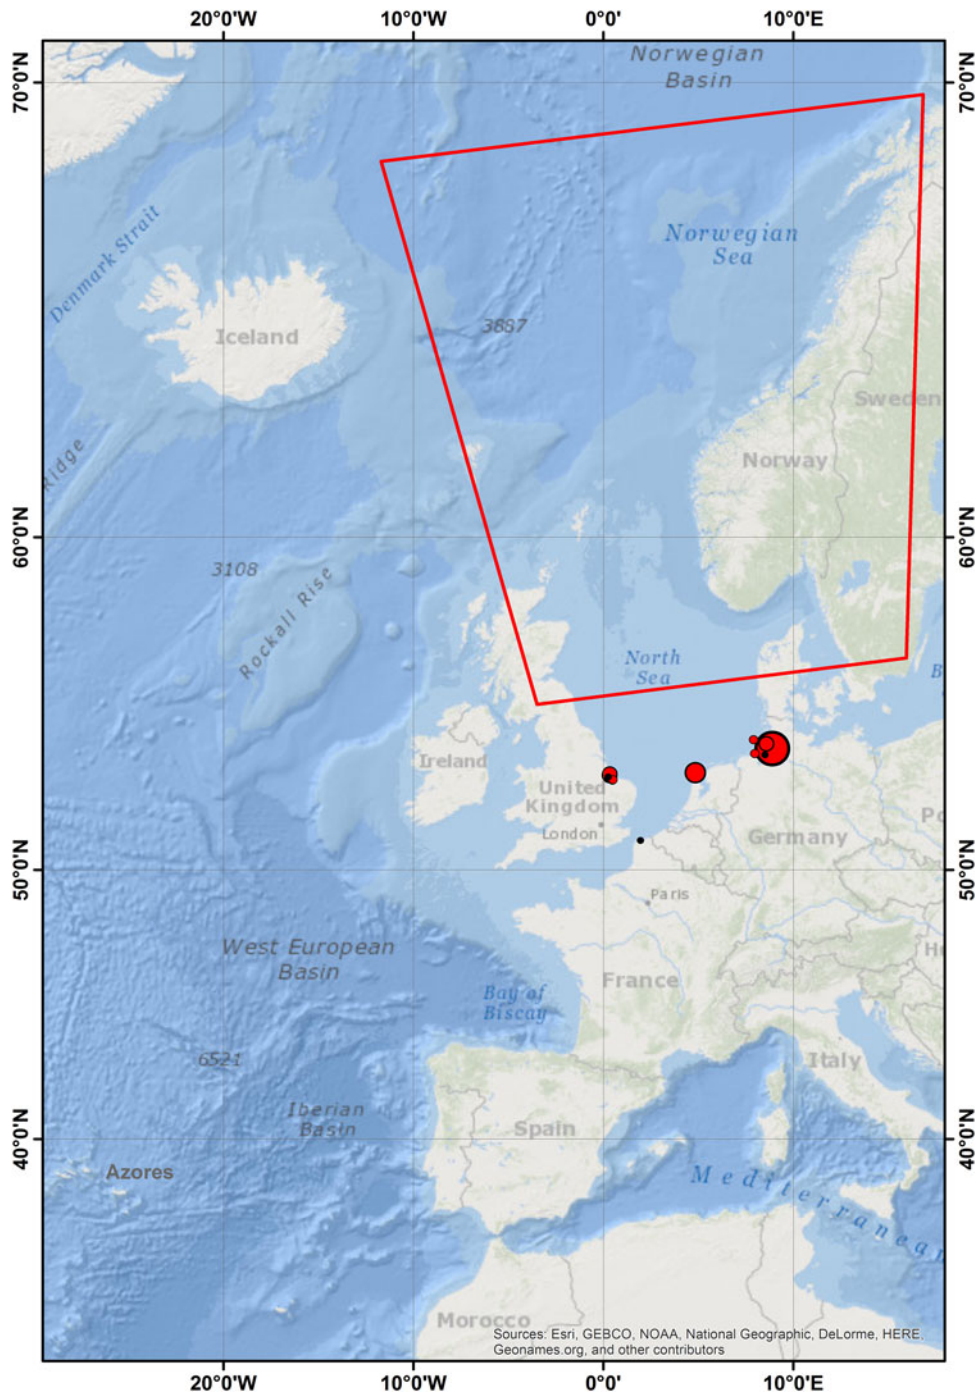 20°0'W 10°0'W 0°0' 10°0'E
Norwegian
Basin
70°0'N 70°0'N
Denmark Strait
Norwegian
Sea
3887
Iceland
Sweden
Ridge
Norway
60°0'N 60°0'N
3108
Rockall Rise
North
Sea
B
Ireland
United
Kingdom
London
Germany
Po
50°0'N 50°0'N
Paris
West European
Basin
France
Hu
Bay of
Biscay
6521
Italy
Iberian
Basin
Spain
40°0'N 40°0'N
Azores
Mediterranean
Morocco
Sources: Esri, GEBCO, NOAA, National Geographic, DeLorme, HERE,
Geonames.org, and other contributors
20°0'W 10°0'W 0°0' 10°0'E